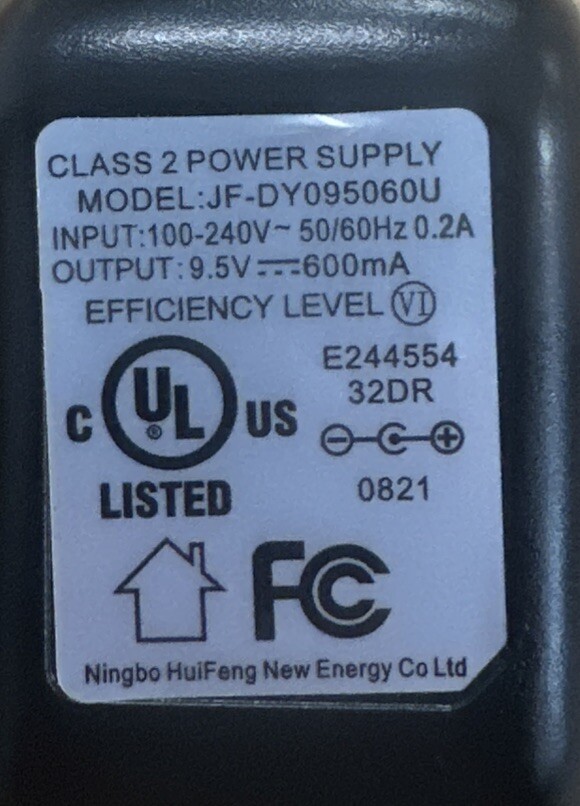 CLASS 2 POWER SUPPLY
MODEL:JF-DY095060U
INPUT:100-240V~ 50/60Hz 0.2A
OUTPUT:9.5V⎓600mA
EFFICIENCY LEVEL Ⅵ
E244554
32DR
C UL® US
LISTED
0821
FC
Ningbo HuiFeng New Energy Co Ltd